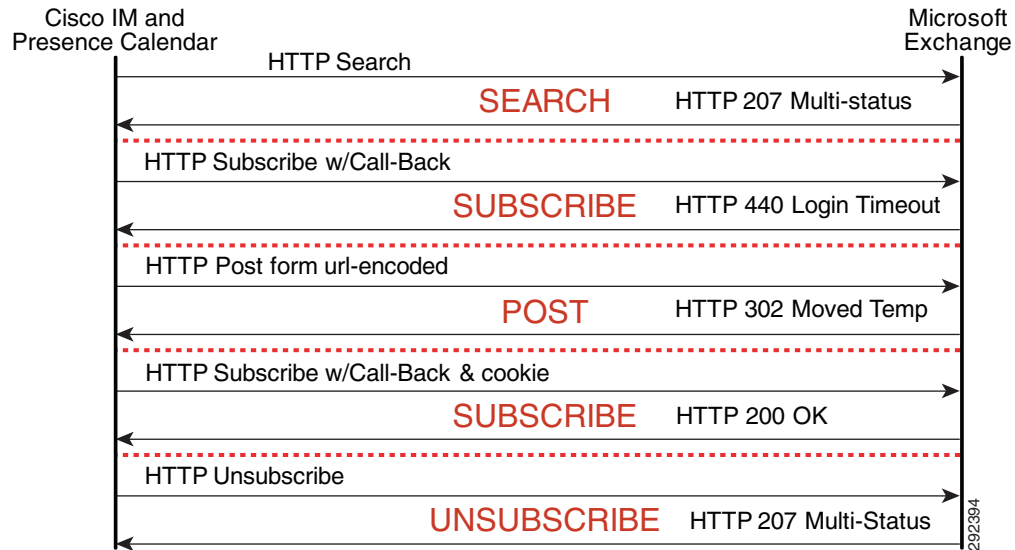 Cisco IM and
Presence Calendar
Microsoft
Exchange
HTTP Search
SEARCH
HTTP 207 Multi-status
HTTP Subscribe w/Call-Back
SUBSCRIBE
HTTP 440 Login Timeout
HTTP Post form url-encoded
POST
HTTP 302 Moved Temp
HTTP Subscribe w/Call-Back & cookie
SUBSCRIBE
HTTP 200 OK
HTTP Unsubscribe
UNSUBSCRIBE
HTTP 207 Multi-Status
292394